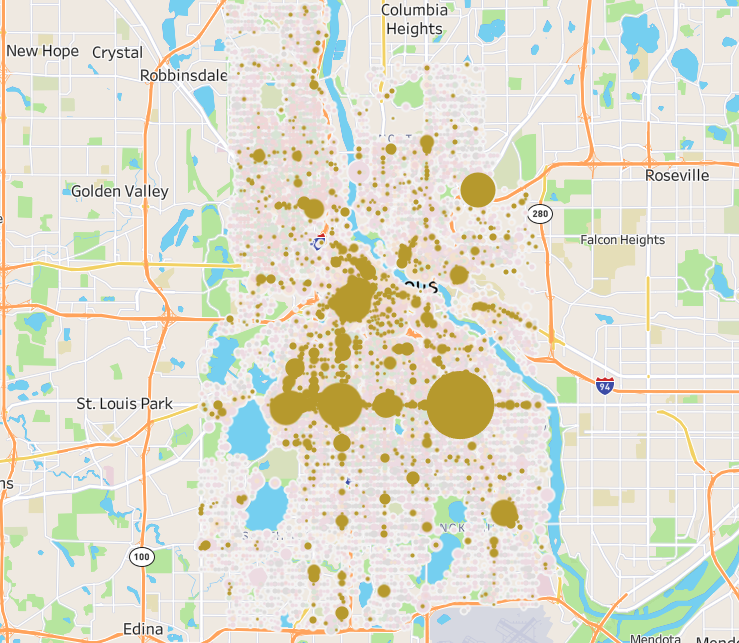 Columbia
Heights
New Hope
Crystal
Robbinsdale
Golden Valley
Roseville
280
Falcon Heights
94
St. Louis Park
100
Edina
Mendota